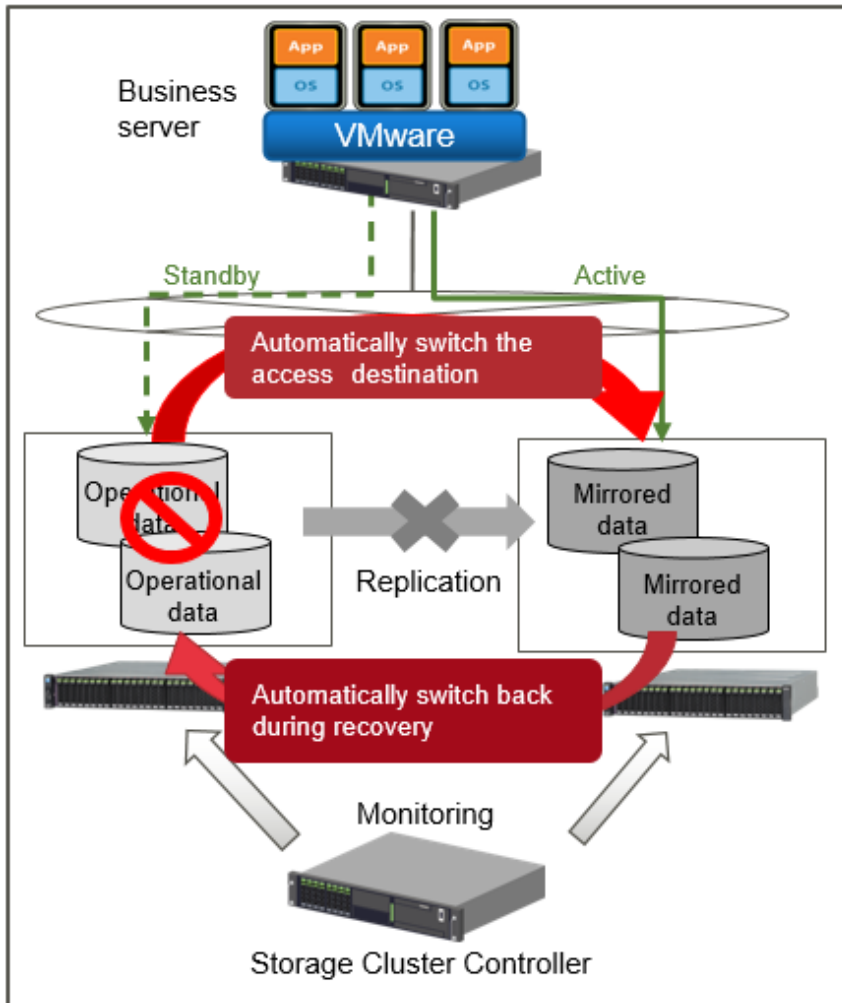 App
App
App
OS
OS
OS
Business
server
VMware
Standby
Active
Automatically switch the
access destination
Operational
data
Operational
data
Mirrored
data
Mirrored
data
Replication
Automatically switch back
during recovery
Monitoring
Storage Cluster Controller